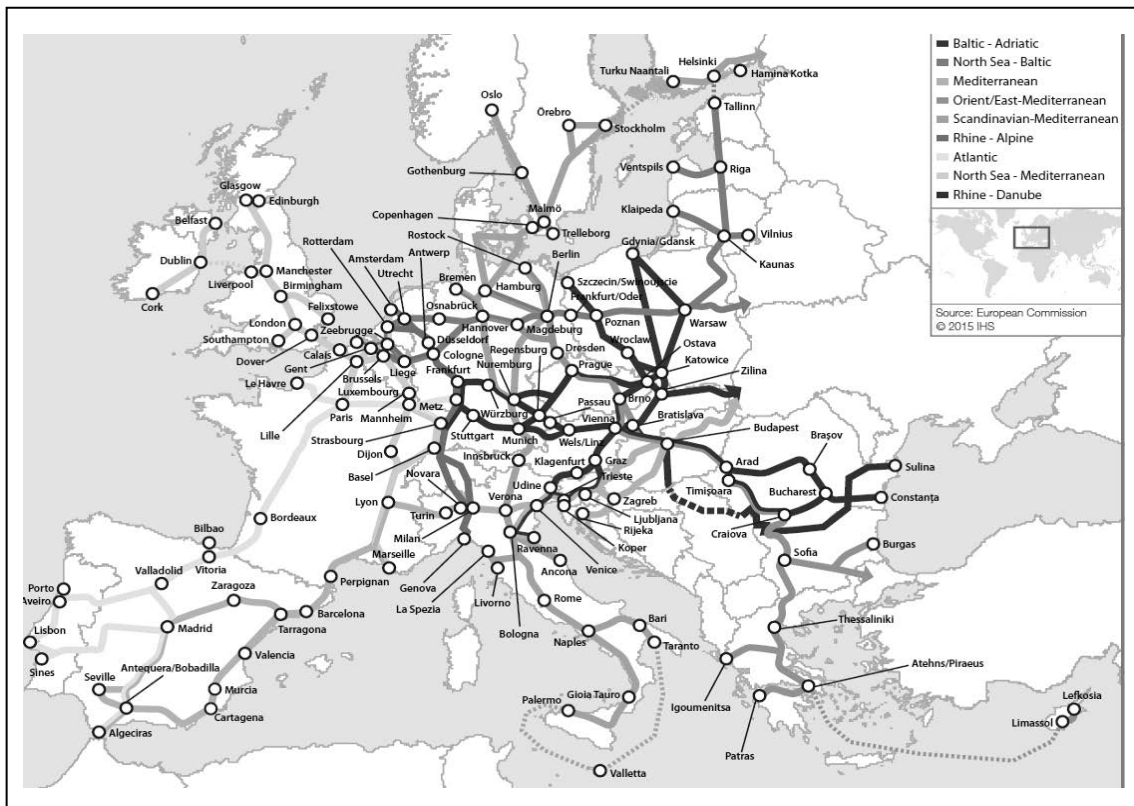 Baltic - Adriatic
North Sea - Baltic
Mediterranean
Orient/East-Mediterranean
Scandinavian-Mediterranean
Rhine - Alpine
Atlantic
North Sea - Mediterranean
Rhine - Danube
Source: European Commission
© 2015 IHS
Helsinki
Turku Naantali
Hamina Kotka
Oslo
Örebro
Tallinn
Stockholm
Gothenburg
Ventspils
Riga
Glasgow
Edinburgh
Malmö
Klaipeda
Copenhagen
Belfast
Trelleborg
Vilnius
Rostock
Gdynia/Gdansk
Rotterdam
Antwerp
Berlin
Amsterdam
Kaunas
Dublin
Utrecht
Manchester
Liverpool
Bremen
Hamburg
Szczecin/Swinoujscie
Birmingham
Frankfurt/Oder
Cork
Felixstowe
Osnabrück
London
Zeebrugge
Hannover
Magdeburg
Poznan
Warsaw
Southampton
Düsseldorf
Wroclaw
Dover
Calais
Cologne
Regensburg
Dresden
Ostava
Gent
Liege
Frankfurt
Nuremburg
Prague
Katowice
Brussels
Le Havre
Luxembourg
Zilina
Paris
Mannheim
Metz
Würzburg
Passau
Brno
Lille
Vienna
Bratislava
Strasbourg
Stuttgart
Munich
Wels/Linz
Budapest
Dijon
Innsbruck
Braşov
Basel
Klagenfurt
Graz
Arad
Sulina
Novara
Udine
Trieste
Timişoara
Bucharest
Lyon
Verona
Zagreb
Constanţa
Turin
Ljubljana
Bordeaux
Milan
Rijeka
Craiova
Bilbao
Ravenna
Koper
Marseille
Sofia
Burgas
Vitoria
Ancona
Venice
Valladolid
Genova
Zaragoza
Perpignan
Porto
La Spezia
Livorno
Aveiro
Rome
Barcelona
Bologna
Bari
Thessaliniki
Madrid
Tarragona
Lisbon
Naples
Taranto
Sines
Valencia
Antequera/Bobadilla
Atehns/Piraeus
Seville
Murcia
Gioia Tauro
Palermo
Igoumenitsa
Lefkosia
Cartagena
Limassol
Algeciras
Patras
Valletta